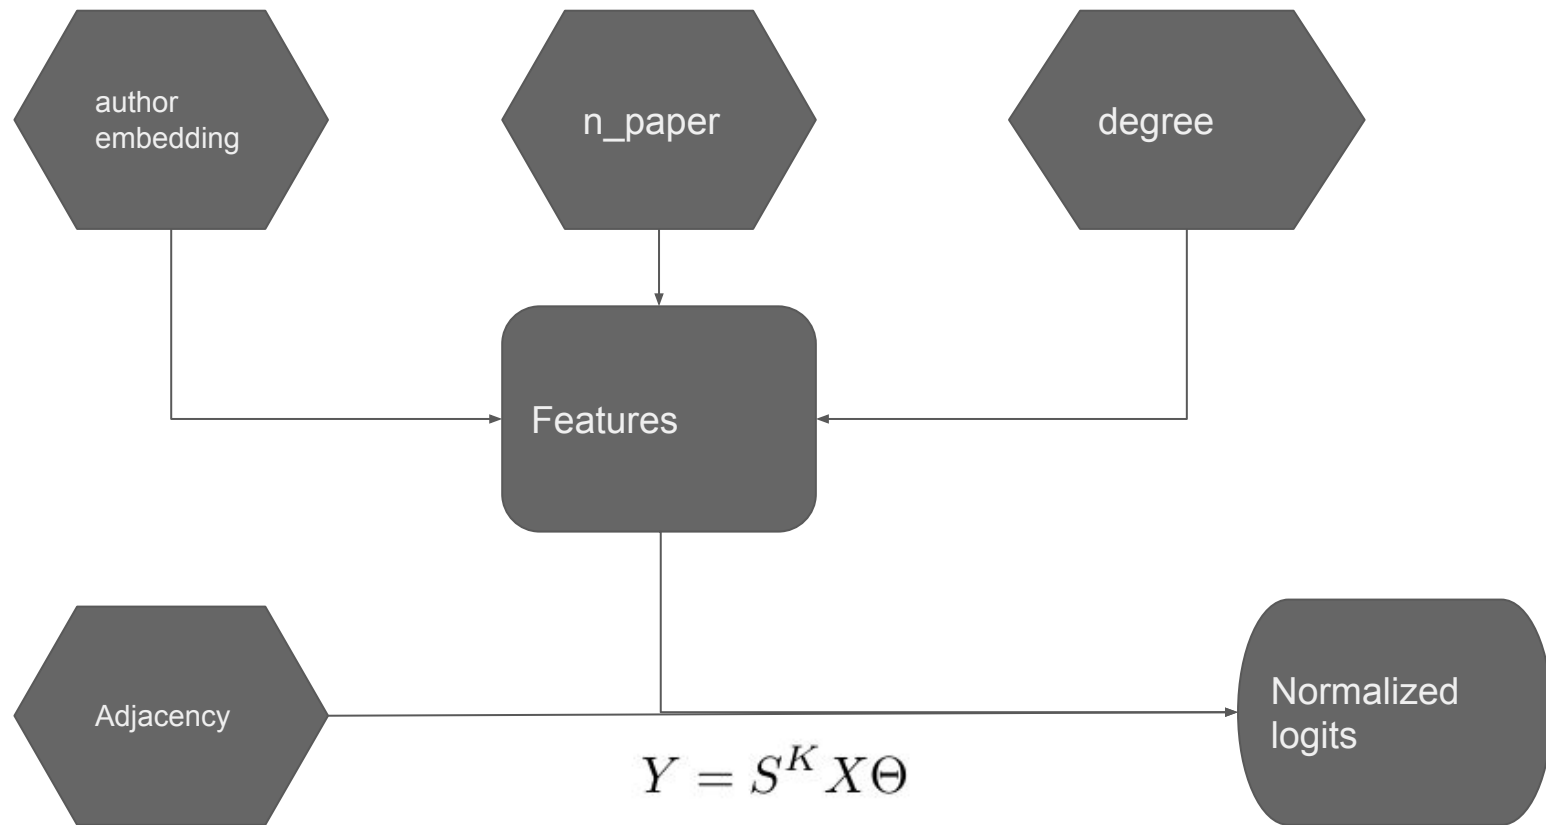 author
embedding
n_paper
degree
Features
Adjacency
Normalized
logits
Y = S^K XΘ